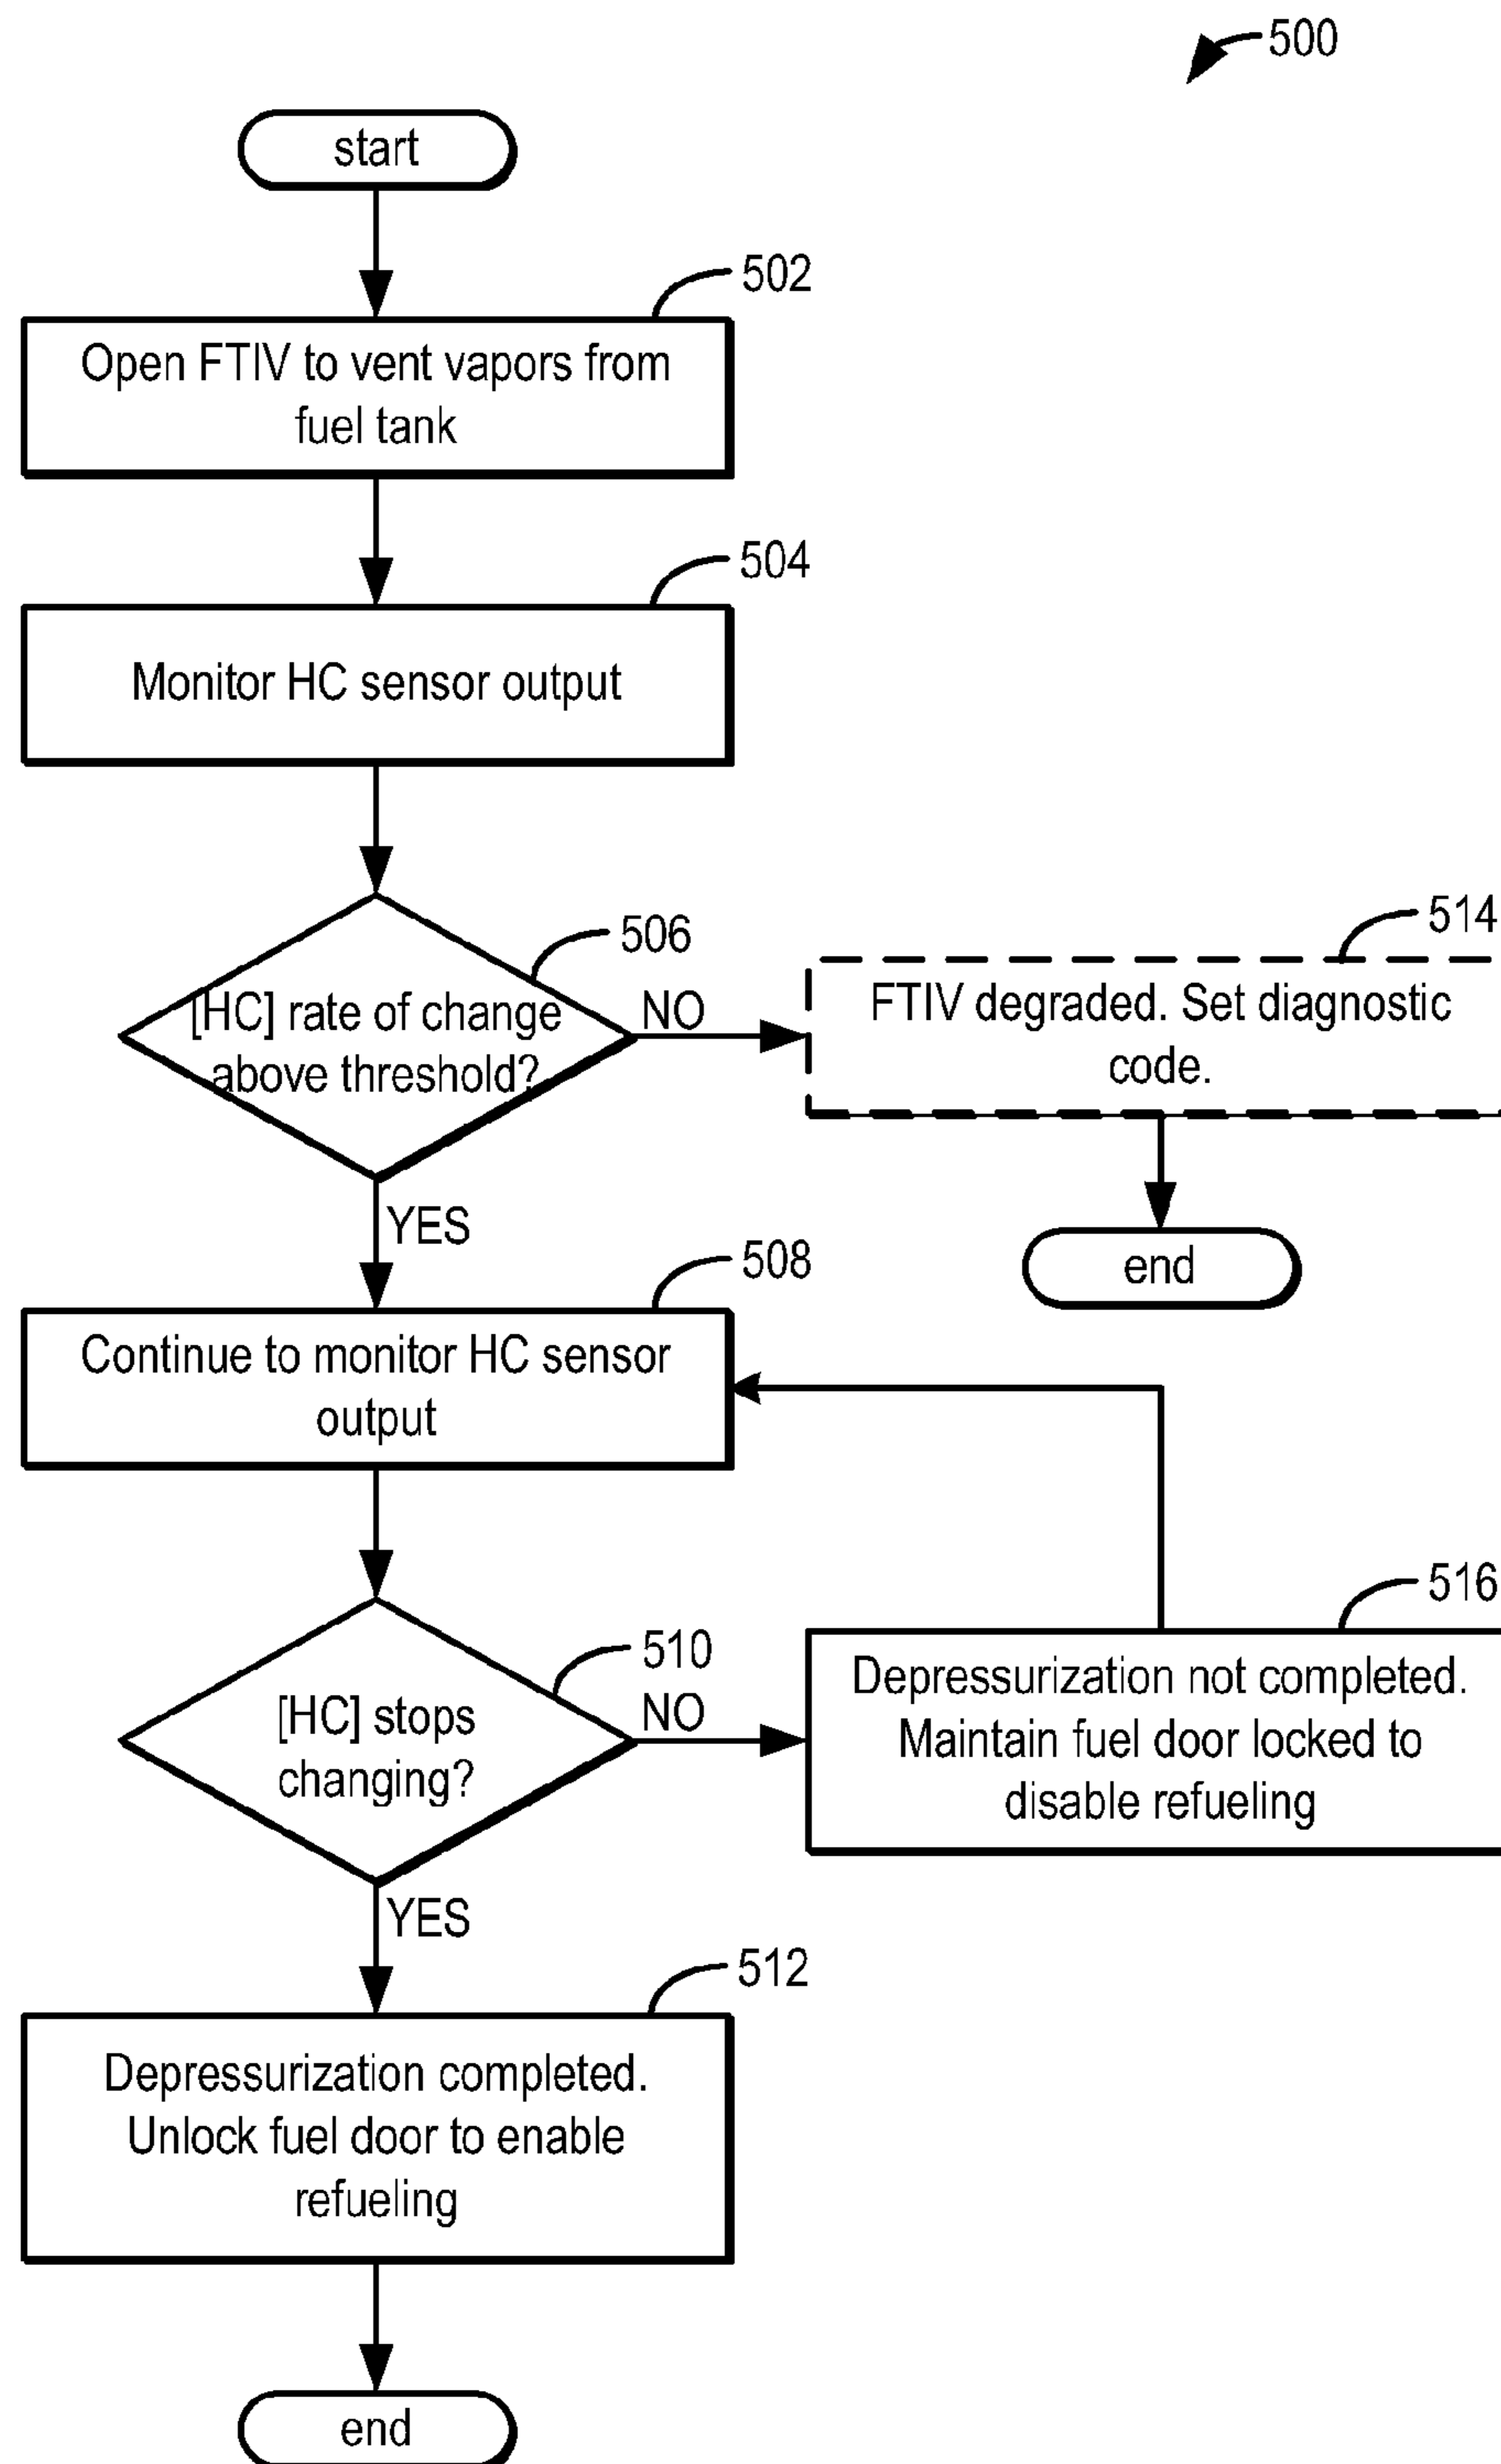 500
start
502
Open FTIV to vent vapors from
fuel tank
504
Monitor HC sensor output
506
[HC] rate of change
above threshold?
NO
514
FTIV degraded. Set diagnostic
code.
end
YES
508
Continue to monitor HC sensor
output
510
[HC] stops
changing?
NO
516
Depressurization not completed.
Maintain fuel door locked to
disable refueling
YES
512
Depressurization completed.
Unlock fuel door to enable
refueling
end